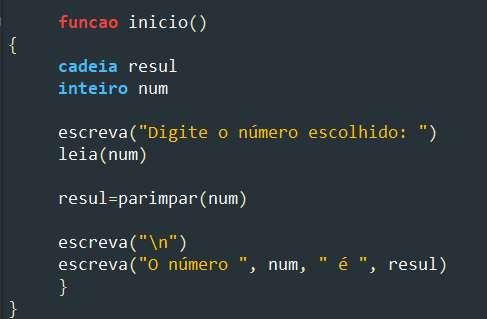 funcao inicio()
{
cadeia resul
inteiro num
escreva("Digite o número escolhido: ")
leia(num)
resul=parimpar(num)
escreva("\n")
escreva("O número ", num, " é ", resul)
}
}